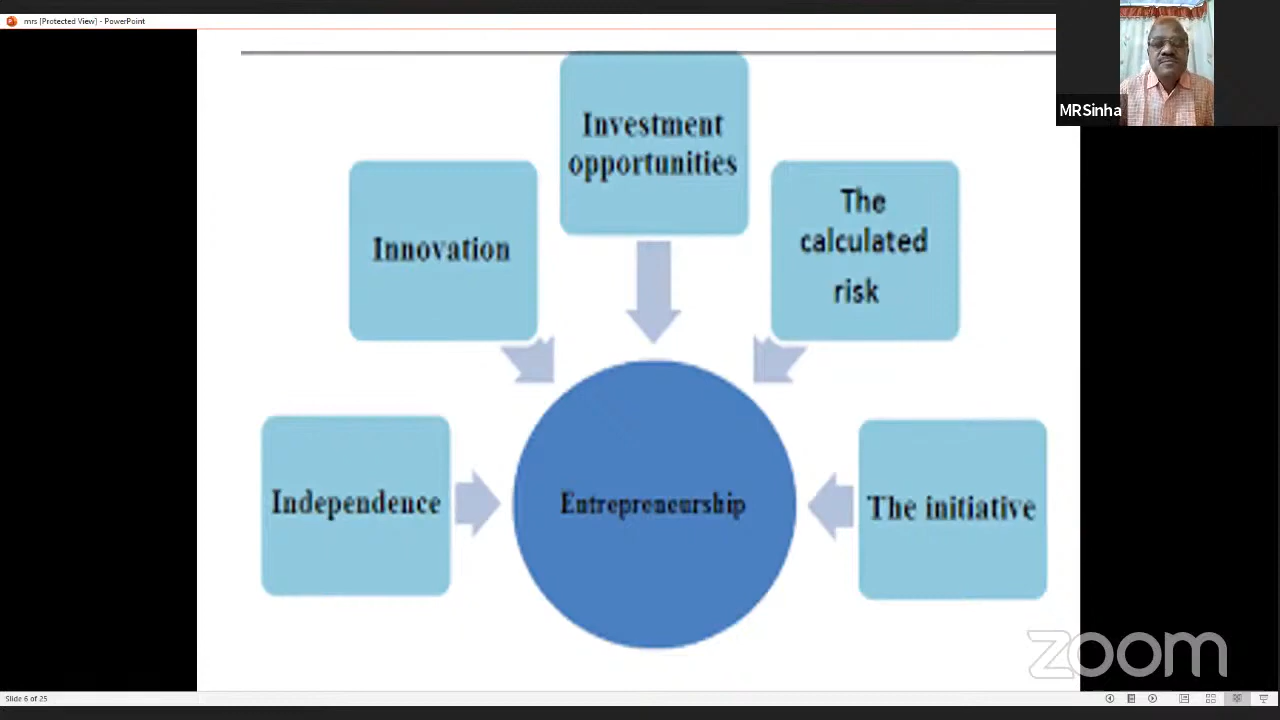 mrs [Protected View] - PowerPoint
MRSinha
Investment
opportunities
Innovation
The
calculated
risk
Independence
Entrepreneurship
The initiative
zoom
Slide 6 of 25